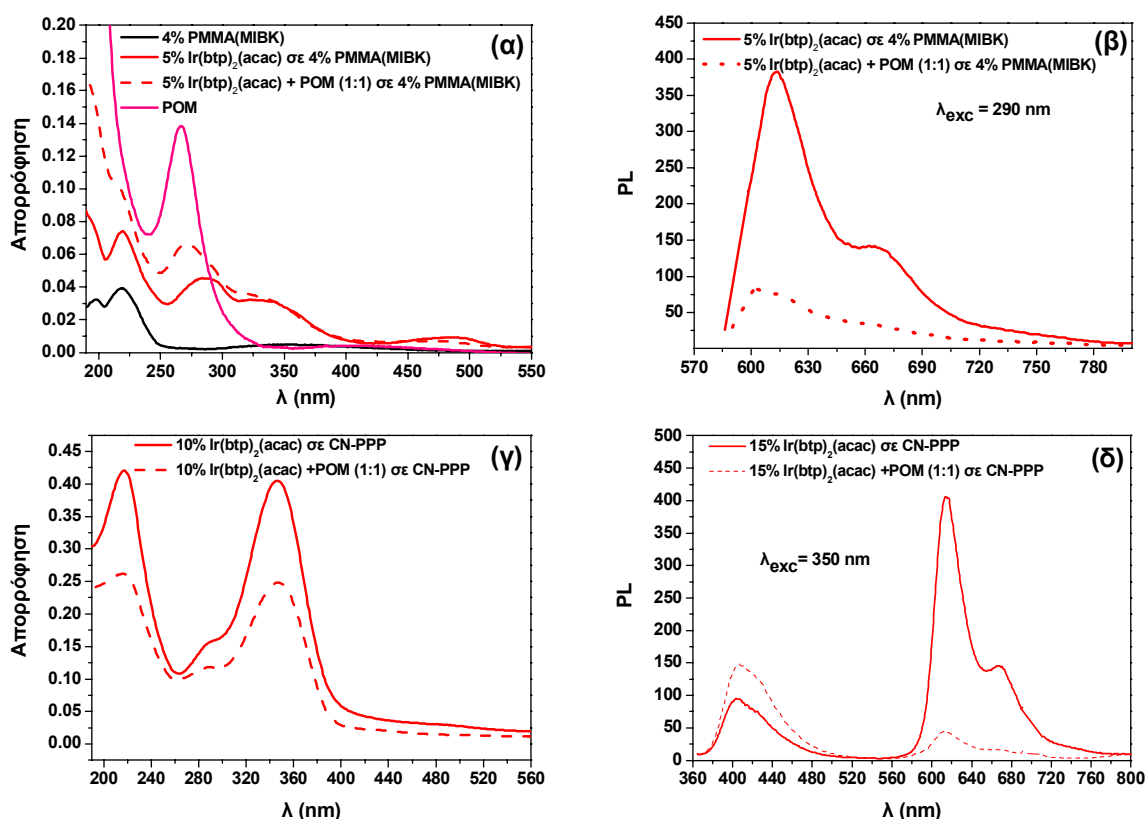 (α)
4% PMMA(MIBK)
5% Ir(btp)2(acac) σε 4% PMMA(MIBK)
5% Ir(btp)2(acac) + POM (1:1) σε 4% PMMA(MIBK)
POM
Απορρόφηση
0.20
0.18
0.16
0.14
0.12
0.10
0.08
0.06
0.04
0.02
0.00
200 250 300 350 400 450 500 550
λ (nm)
(β)
5% Ir(btp)2(acac) σε 4% PMMA(MIBK)
5% Ir(btp)2(acac) + POM (1:1) σε 4% PMMA(MIBK)
λexc = 290 nm
PL
450
400
350
300
250
200
150
100
50
570 600 630 660 690 720 750 780
λ (nm)
(γ)
10% Ir(btp)2(acac) σε CN-PPP
10% Ir(btp)2(acac) +POM (1:1) σε CN-PPP
Απορρόφηση
0.45
0.40
0.35
0.30
0.25
0.20
0.15
0.10
0.05
0.00
200 240 280 320 360 400 440 480 520 560
λ (nm)
(δ)
15% Ir(btp)2(acac) σε CN-PPP
15% Ir(btp)2(acac) +POM (1:1) σε CN-PPP
λexc= 350 nm
PL
500
450
400
350
300
250
200
150
100
50
0
360 400 440 480 520 560 600 640 680 720 760 800
λ (nm)